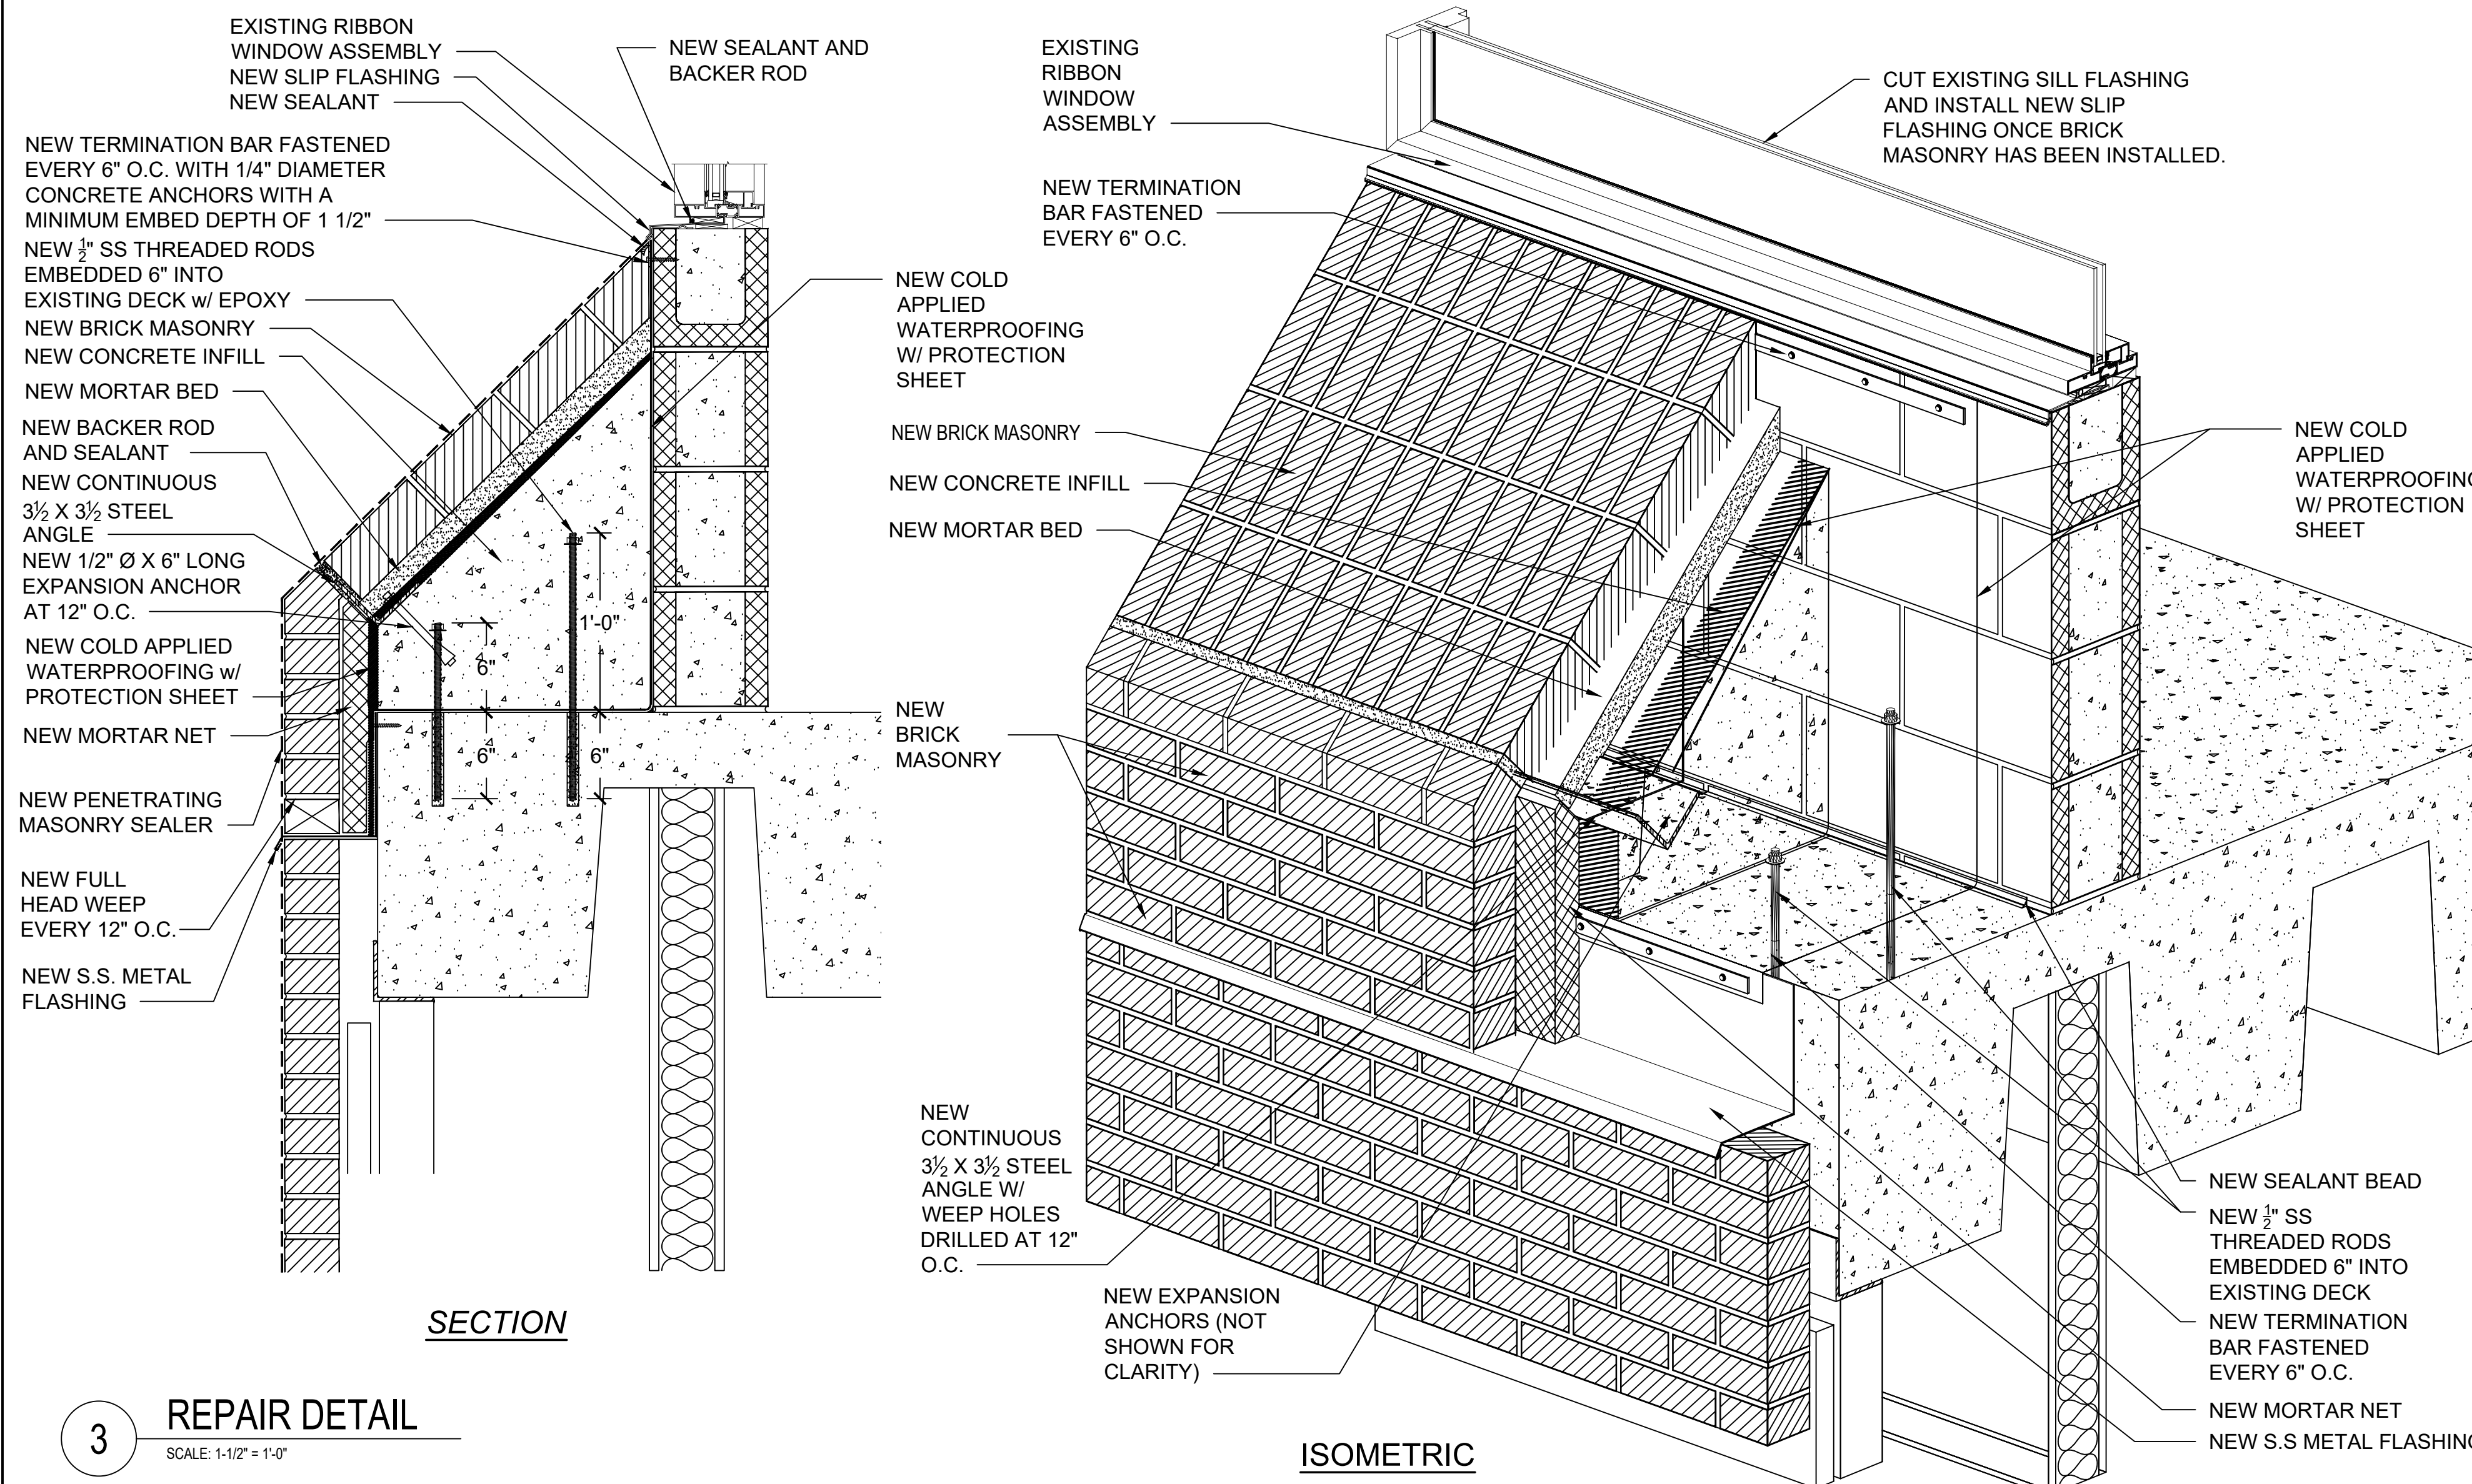 EXISTING RIBBON
WINDOW ASSEMBLY
NEW SLIP FLASHING
NEW SEALANT
NEW SEALANT AND
BACKER ROD
NEW TERMINATION BAR FASTENED
EVERY 6" O.C. WITH 1/4" DIAMETER
CONCRETE ANCHORS WITH A
MINIMUM EMBED DEPTH OF 1 1/2"
NEW ½" SS THREADED RODS
EMBEDDED 6" INTO
EXISTING DECK w/ EPOXY
NEW BRICK MASONRY
NEW CONCRETE INFILL
NEW MORTAR BED
NEW BACKER ROD
AND SEALANT
NEW CONTINUOUS
3½ X 3½ STEEL
ANGLE
NEW 1/2" Ø X 6" LONG
EXPANSION ANCHOR
AT 12" O.C.
NEW COLD APPLIED
WATERPROOFING w/
PROTECTION SHEET
NEW MORTAR NET
NEW PENETRATING
MASONRY SEALER
NEW FULL
HEAD WEEP
EVERY 12" O.C.
NEW S.S. METAL
FLASHING
NEW COLD
APPLIED
WATERPROOFING
W/ PROTECTION
SHEET
1'-0"
6"
6"
6"
SECTION
3
REPAIR DETAIL
SCALE: 1-1/2" = 1'-0"
EXISTING
RIBBON
WINDOW
ASSEMBLY
NEW TERMINATION
BAR FASTENED
EVERY 6" O.C.
NEW BRICK MASONRY
NEW CONCRETE INFILL
NEW MORTAR BED
NEW
BRICK
MASONRY
NEW
CONTINUOUS
3½ X 3½ STEEL
ANGLE W/
WEEP HOLES
DRILLED AT 12"
O.C.
NEW EXPANSION
ANCHORS (NOT
SHOWN FOR
CLARITY)
CUT EXISTING SILL FLASHING
AND INSTALL NEW SLIP
FLASHING ONCE BRICK
MASONRY HAS BEEN INSTALLED.
NEW COLD
APPLIED
WATERPROOFING
W/ PROTECTION
SHEET
NEW SEALANT BEAD
NEW ½" SS
THREADED RODS
EMBEDDED 6" INTO
EXISTING DECK
NEW TERMINATION
BAR FASTENED
EVERY 6" O.C.
NEW MORTAR NET
NEW S.S METAL FLASHING
ISOMETRIC